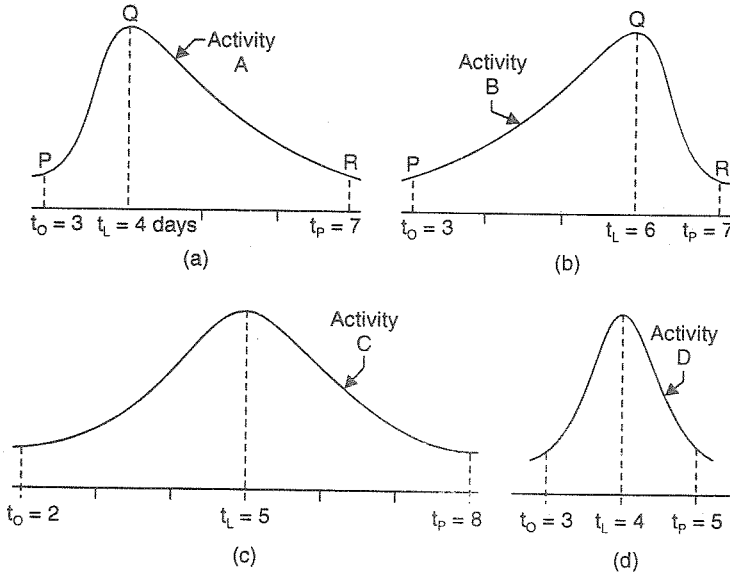 Q
Activity
A
P
R
t_O = 3 t_L = 4 days t_P = 7
(a)
Q
Activity
B
P
R
t_O = 3 t_L = 6 t_P = 7
(b)
Activity
C
t_O = 2 t_L = 5 t_P = 8
(c)
Activity
D
t_O = 3 t_L = 4 t_P = 5
(d)